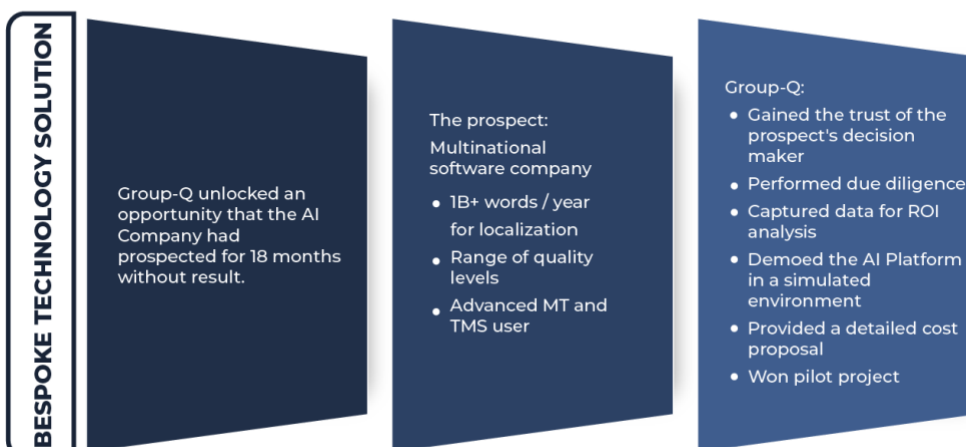 BESPOKE TECHNOLOGY SOLUTION
Group-Q unlocked an
opportunity that the AI
Company had
prospected for 18 months
without result.
The prospect:
Multinational
software company
• 1B+ words / year
for localization
• Range of quality
levels
• Advanced MT and
TMS user
Group-Q:
• Gained the trust of the
prospect's decision
maker
• Performed due diligence
• Captured data for ROI
analysis
• Demoed the AI Platform
in a simulated
environment
• Provided a detailed cost
proposal
• Won pilot project